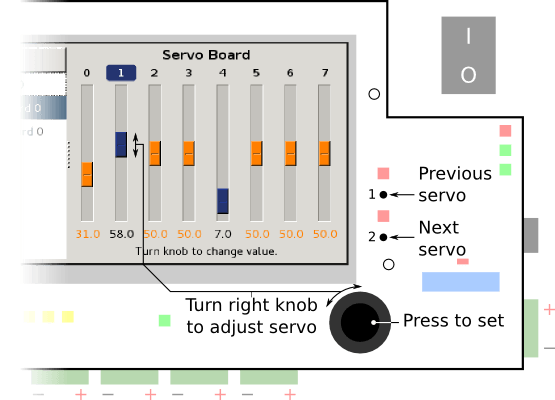 I
O
Servo Board
0 1 2 3 4 5 6 7
d 0
rd 0
31.0 58.0 50.0 50.0 7.0 50.0 50.0 50.0
Turn knob to change value.
Previous
1 servo
Next
2 servo
Turn right knob
to adjust servo
Press to set
+
−
− + − + − +
+